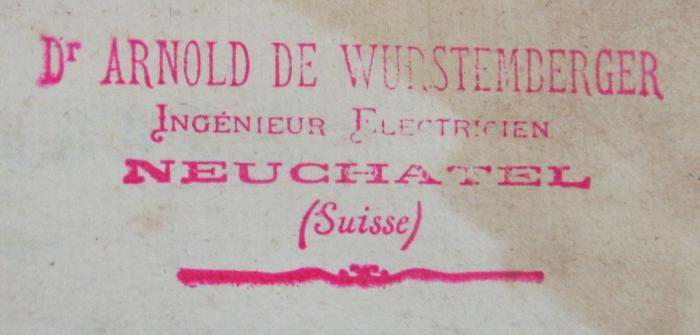 Dr ARNOLD DE WURSTEMBERGER
INGÉNIEUR ELECTRICIEN
NEUCHATEL
(Suisse)